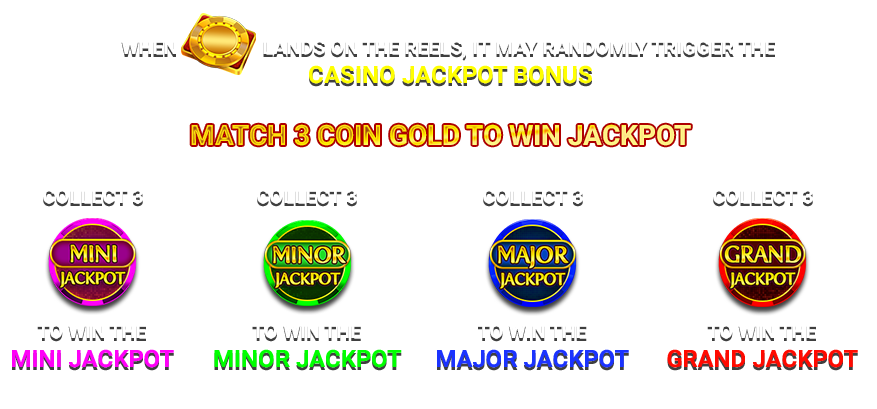 WHEN LANDS ON THE REELS, IT MAY RANDOMLY TRIGGER THE
CASINO JACKPOT BONUS
MATCH 3 COIN GOLD TO WIN JACKPOT
COLLECT 3
MINI
JACKPOT
TO WIN THE
MINI JACKPOT
COLLECT 3
MINOR
JACKPOT
TO WIN THE
MINOR JACKPOT
COLLECT 3
MAJOR
JACKPOT
TO WIN THE
MAJOR JACKPOT
COLLECT 3
GRAND
JACKPOT
TO WIN THE
GRAND JACKPOT